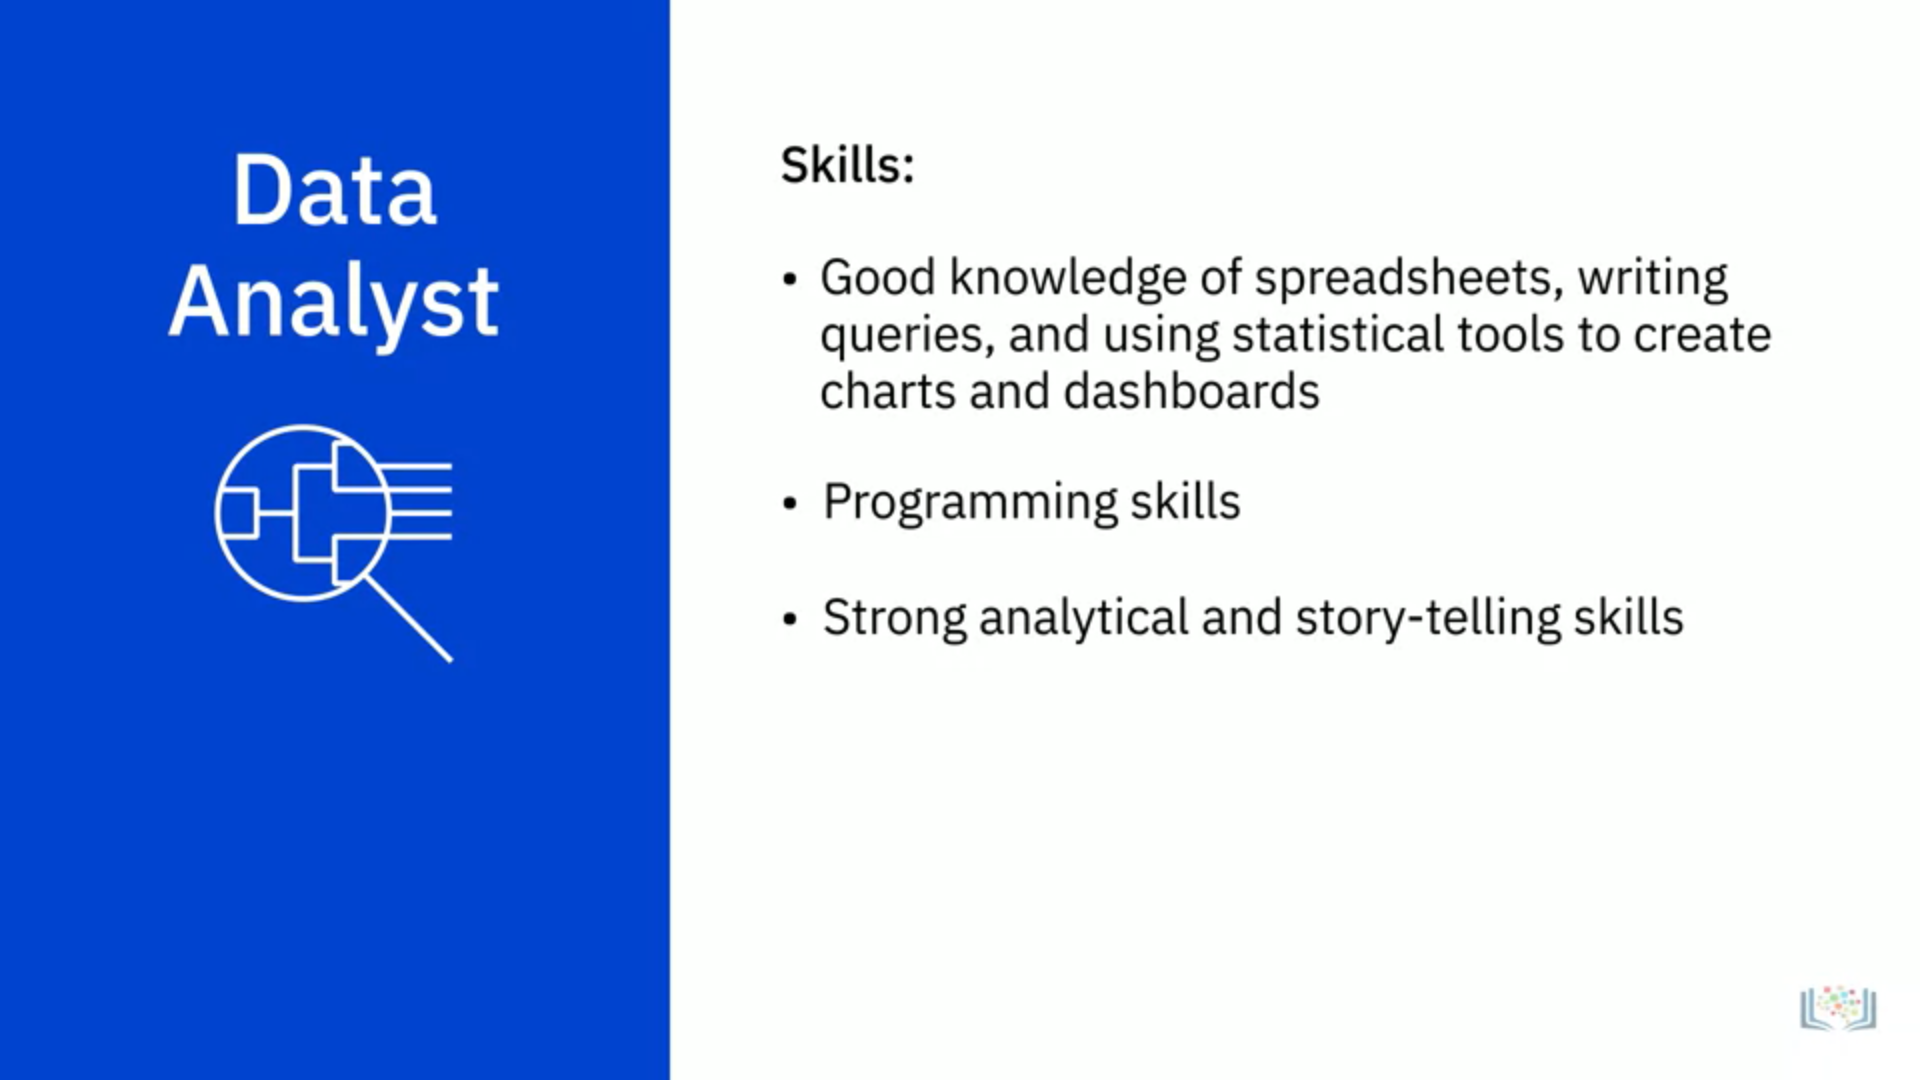 Data
Analyst
Skills:
• Good knowledge of spreadsheets, writing
queries, and using statistical tools to create
charts and dashboards
• Programming skills
• Strong analytical and story-telling skills